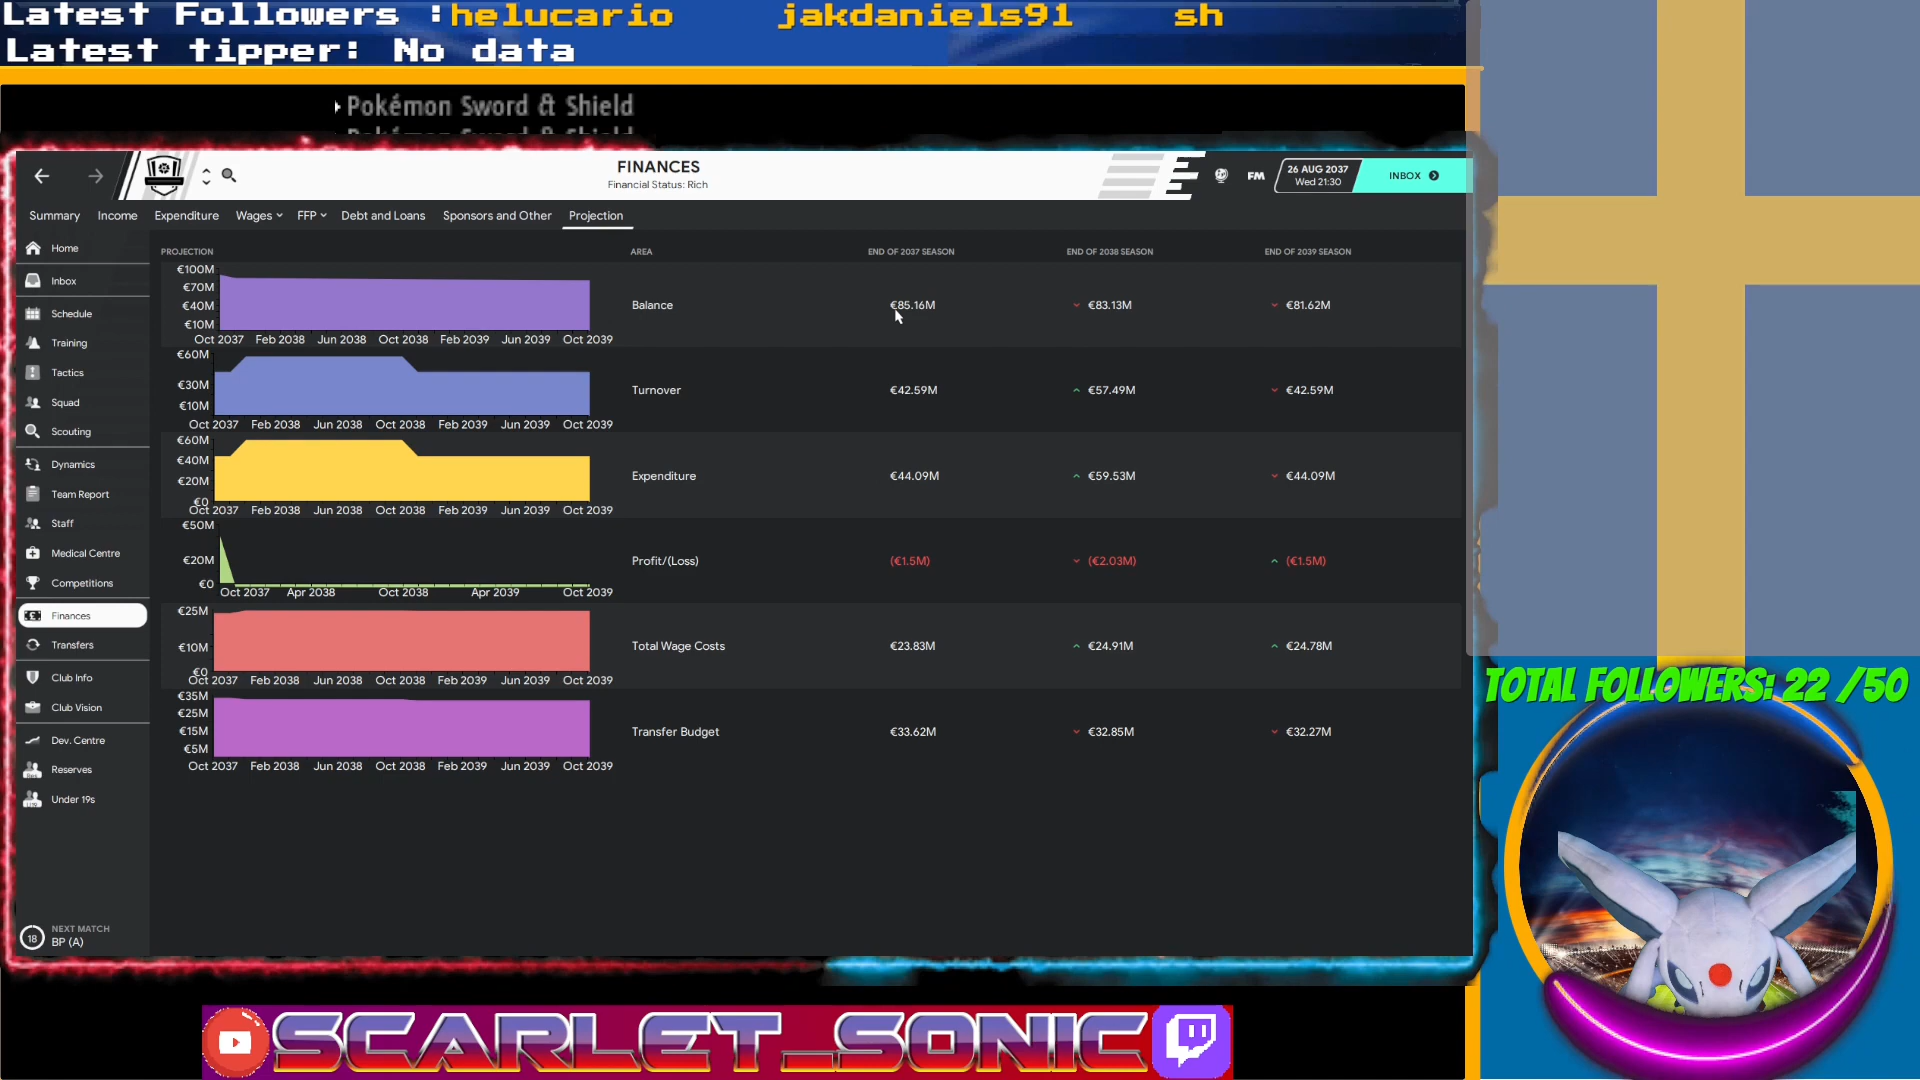 Latest Followers :helucario jakdaniels91 sh
Latest tipper: No data
Pokémon Sword & Shield
Pokémon Sword & Shield
FINANCES
Financial Status: Rich
FM
26 AUG 2037
Wed 21:30
INBOX
Summary Income Expenditure Wages FFP Debt and Loans Sponsors and Other Projection
Home
Inbox
Schedule
Training
Tactics
Squad
Scouting
Dynamics
Team Report
Staff
Medical Centre
Competitions
Finances
Transfers
Club Info
Club Vision
Dev. Centre
Reserves
Under 19s
18
NEXT MATCH
BP (A)
PROJECTION AREA END OF 2037 SEASON END OF 2038 SEASON END OF 2039 SEASON
€100M
€70M
€40M
€10M
Oct 2037 Feb 2038 Jun 2038 Oct 2038 Feb 2039 Jun 2039 Oct 2039
Balance €85.16M €83.13M €81.62M
€60M
€30M
€10M
Oct 2037 Feb 2038 Jun 2038 Oct 2038 Feb 2039 Jun 2039 Oct 2039
Turnover €42.59M €57.49M €42.59M
€60M
€40M
€20M
€0
Oct 2037 Feb 2038 Jun 2038 Oct 2038 Feb 2039 Jun 2039 Oct 2039
Expenditure €44.09M €59.53M €44.09M
€50M
€20M
€0
Oct 2037 Apr 2038 Oct 2038 Apr 2039 Oct 2039
Profit/(Loss) (€1.5M) (€2.03M) (€1.5M)
€25M
€10M
€0
Oct 2037 Feb 2038 Jun 2038 Oct 2038 Feb 2039 Jun 2039 Oct 2039
Total Wage Costs €23.83M €24.91M €24.78M
€35M
€25M
€15M
€5M
Oct 2037 Feb 2038 Jun 2038 Oct 2038 Feb 2039 Jun 2039 Oct 2039
Transfer Budget €33.62M €32.85M €32.27M
TOTAL FOLLOWERS: 22 /50
SCARLET_SONIC